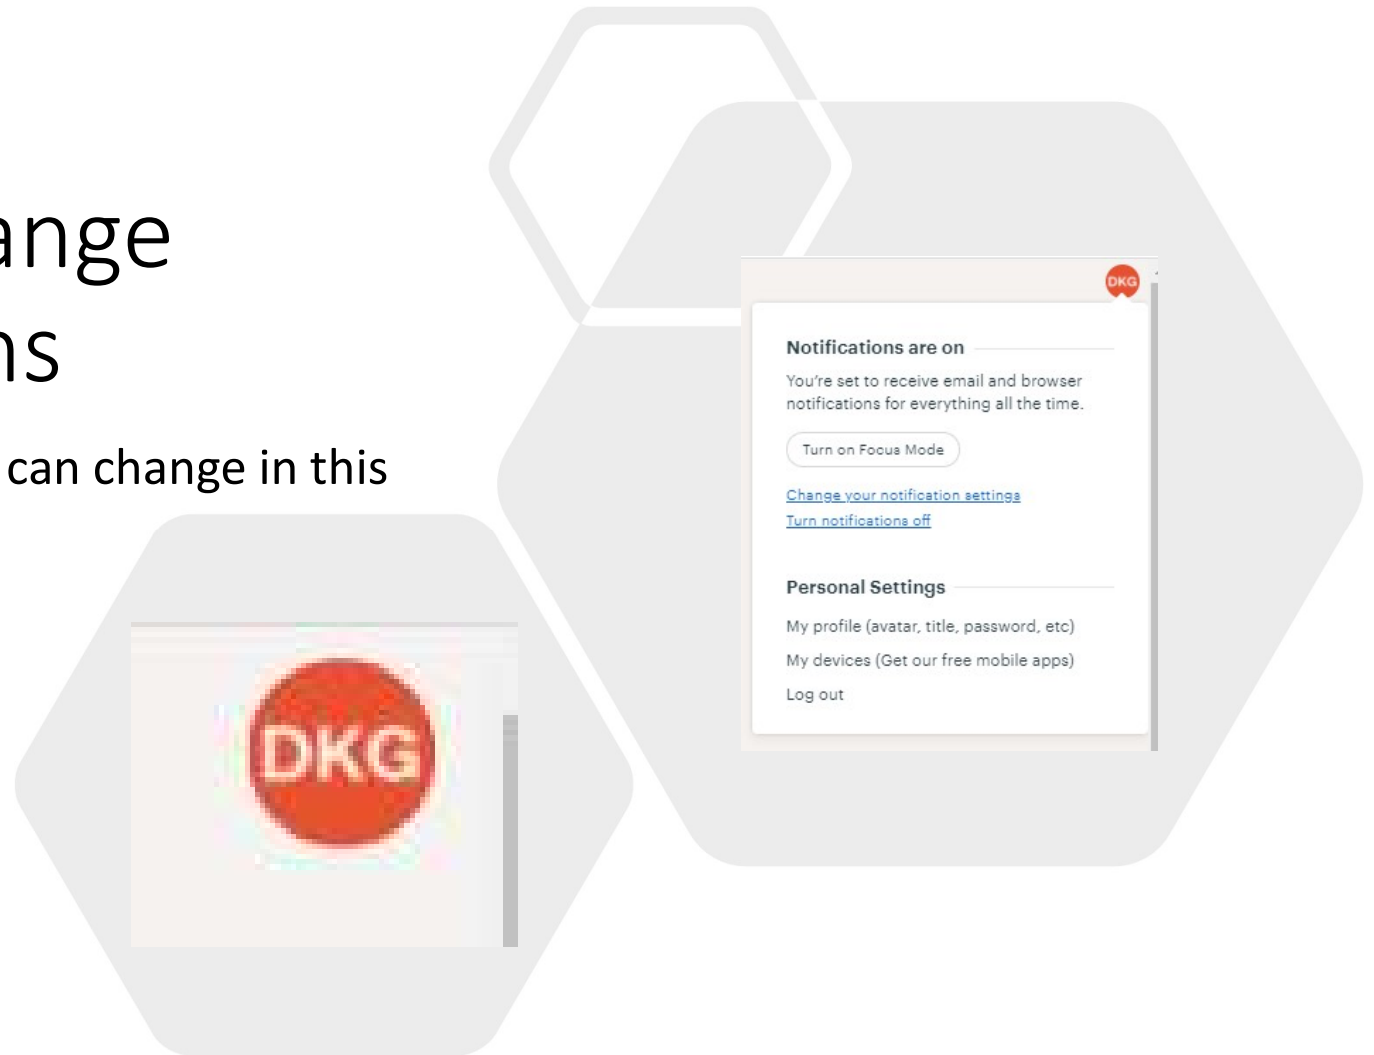 ange
ns
can change in this
DKG
Notifications are on
You're set to receive email and browser
notifications for everything all the time.
Turn on Focus Mode
Change your notification settings
Turn notifications off
Personal Settings
My profile (avatar, title, password, etc)
My devices (Get our free mobile apps)
Log out
DKG